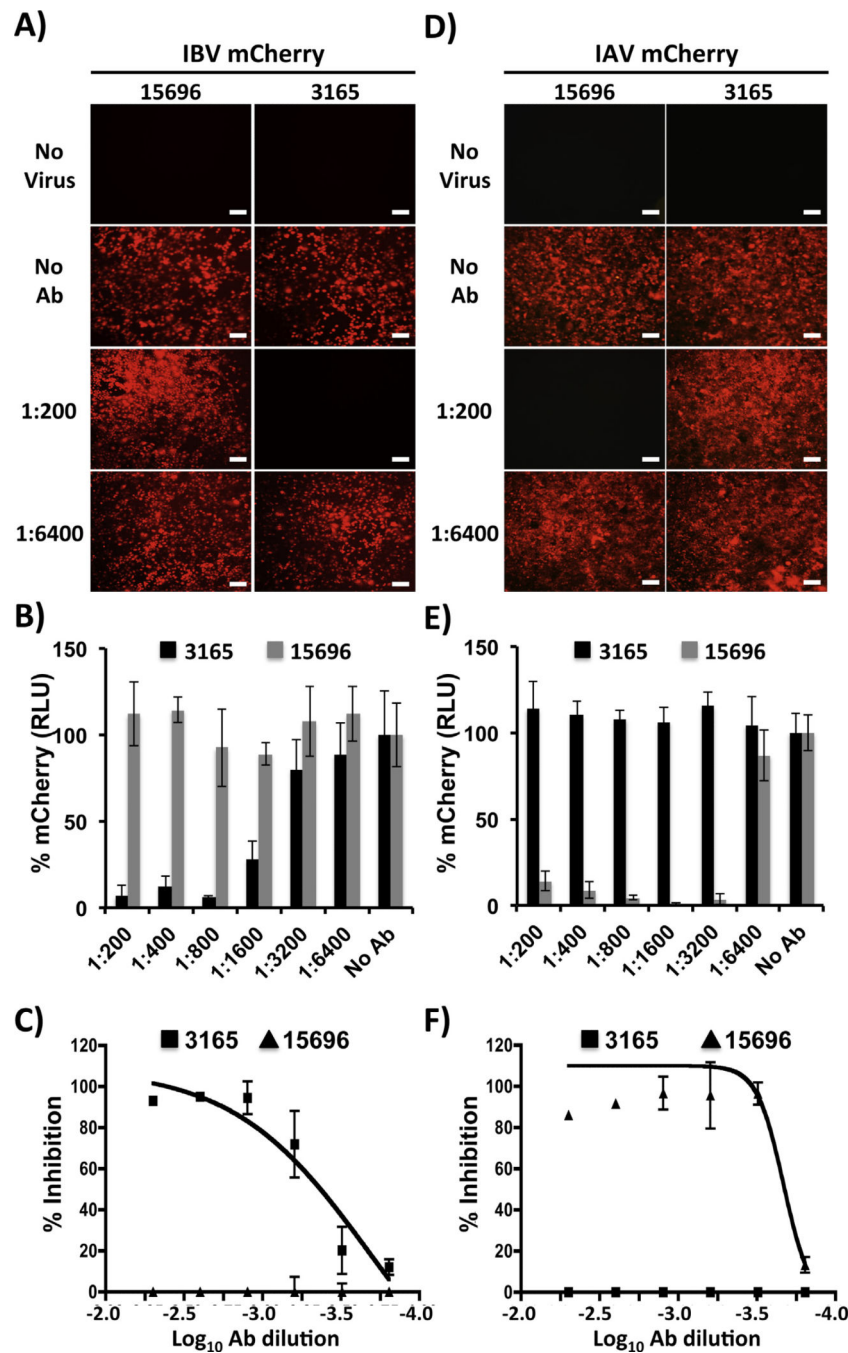 A)
IBV mCherry
15696 3165
No
Virus
No
Ab
1:200
1:6400
B)
3165 15696
% mCherry (RLU)
150
100
50
0
1:200 1:400 1:800 1:1600 1:3200 1:6400 No Ab
C)
3165 15696
% Inhibition
120
100
80
60
40
20
0
-2.0 -2.5 -3.0 -3.5 -4.0
Log10 Ab dilution
D)
IAV mCherry
15696 3165
No
Virus
No
Ab
1:200
1:6400
E)
3165 15696
% mCherry (RLU)
150
100
50
0
1:200 1:400 1:800 1:1600 1:3200 1:6400 No Ab
F)
3165 15696
% Inhibition
120
100
80
60
40
20
0
-2.0 -2.5 -3.0 -3.5 -4.0
Log10 Ab dilution